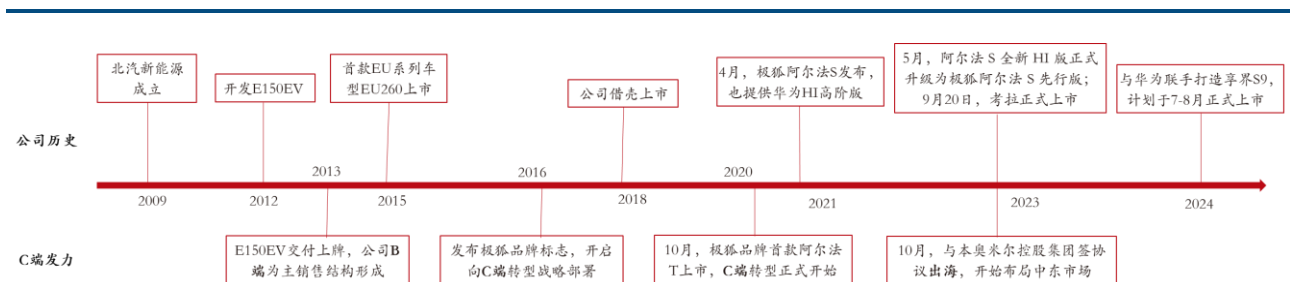 北汽新能源
成立
开发E150EV
首款EU系列车
型EU260上市
公司借壳上市
4月，极狐阿尔法S发布，
也提供华为HI高阶版
5月，阿尔法 S 全新 HI 版正式
升级为极狐阿尔法 S 先行版；
9月20日，考拉正式上市
与华为联手打造享界S9，
计划于7-8月正式上市
公司历史
2013
2016
2020
2009
2012
2015
2018
2021
2023
2024
C端发力
E150EV交付上牌，公司B
端为主销售结构形成
发布极狐品牌标志，开启
向C端转型战略部署
10月，极狐品牌首款阿尔法
T上市，C端转型正式开始
10月，与本奥米尔控股集团签协
议出海，开始布局中东市场